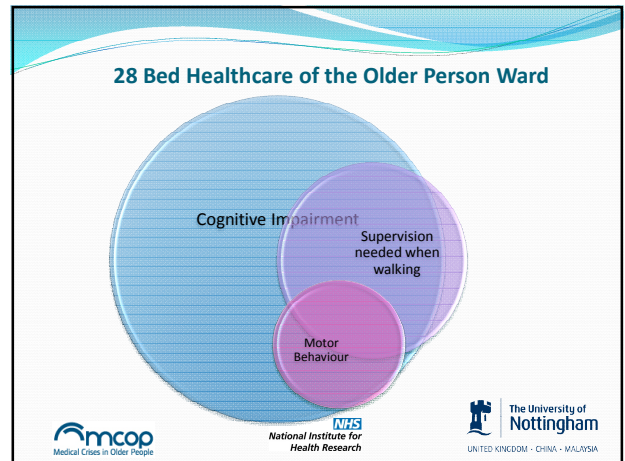 28 Bed Healthcare of the Older Person Ward
Cognitive Impairment
Supervision
needed when
walking
Motor
Behaviour
mcop
Medical Crises in Older People
NHS
National Institute for
Health Research
The University of
Nottingham
UNITED KINGDOM · CHINA · MALAYSIA